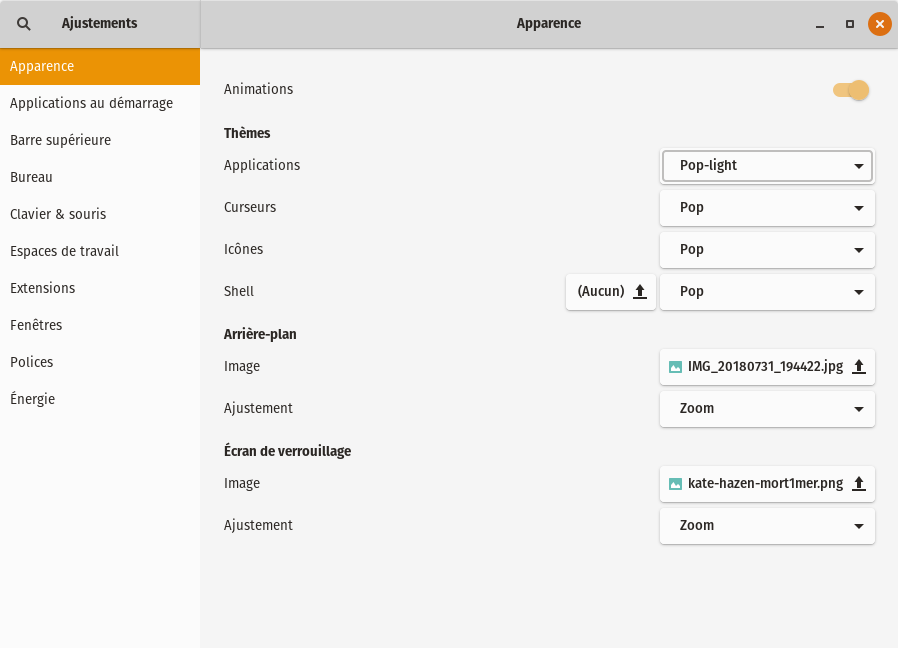 Ajustements
Apparence
Apparence
Applications au démarrage
Barre supérieure
Bureau
Clavier & souris
Espaces de travail
Extensions
Fenêtres
Polices
Énergie
Animations
Thèmes
Applications Pop-light
Curseurs Pop
Icônes Pop
Shell (Aucun) Pop
Arrière-plan
Image IMG_20180731_194422.jpg
Ajustement Zoom
Écran de verrouillage
Image kate-hazen-mort1mer.png
Ajustement Zoom